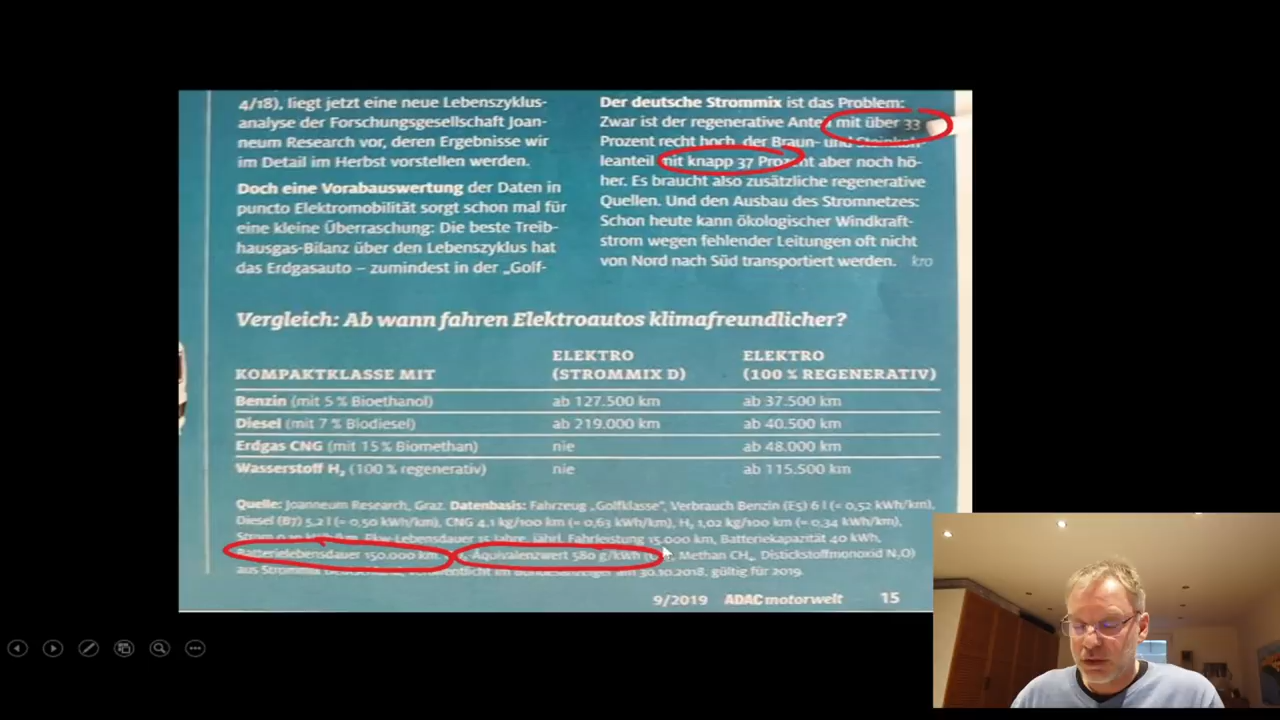 4/18), liegt jetzt eine neue Lebenszyklus-
analyse der Forschungsgesellschaft Joan-
neum Research vor, deren Ergebnisse wir
im Detail im Herbst vorstellen werden.
Doch eine Vorabauswertung der Daten in
puncto Elektromobilität sorgt schon mal für
eine kleine Überraschung: Die beste Treib-
hausgas-Bilanz über den Lebenszyklus hat
das Erdgasauto – zumindest in der „Golf-
Der deutsche Strommix ist das Problem:
Zwar ist der regenerative Anteil mit über 33
Prozent recht hoch, der Braun- und Steinkoh-
leanteil mit knapp 37 Prozent aber noch hö-
her. Es braucht also zusätzliche regenerative
Quellen. Und den Ausbau des Stromnetzes:
Schon heute kann ökologischer Windkraft-
strom wegen fehlender Leitungen oft nicht
von Nord nach Süd transportiert werden. kro
Vergleich: Ab wann fahren Elektroautos klimafreundlicher?
KOMPAKTKLASSE MIT ELEKTRO (STROMMIX D) ELEKTRO (100 % REGENERATIV)
Benzin (mit 5 % Bioethanol) ab 127.500 km ab 37.500 km
Diesel (mit 7 % Biodiesel) ab 219.000 km ab 40.500 km
Erdgas CNG (mit 15 % Biomethan) nie ab 48.000 km
Wasserstoff H₂ (100 % regenerativ) nie ab 115.500 km
Quelle: Joanneum Research, Graz. Datenbasis: Fahrzeug „Golfklasse“, Verbrauch Benzin (E5) 6 l (= 0,52 kWh/km),
Diesel (B7) 5,2 l (= 0,50 kWh/km), CNG 4,1 kg/100 km (= 0,63 kWh/km), H₂ 1,02 kg/100 km (= 0,34 kWh/km),
Strom Pkw-Lebensdauer 15 Jahre, jährl. Fahrleistung 15.000 km, Batteriekapazität 40 kWh,
Batterielebensdauer 150.000 km. Äquivalenzwert 580 g/kWh Methan CH₄, Distickstoffmonoxid N₂O)
aus Strommix Deutschland, veröffentlicht im Bundesanzeiger am 30.10.2018, gültig für 2019.
9/2019 ADAC motorwelt 15